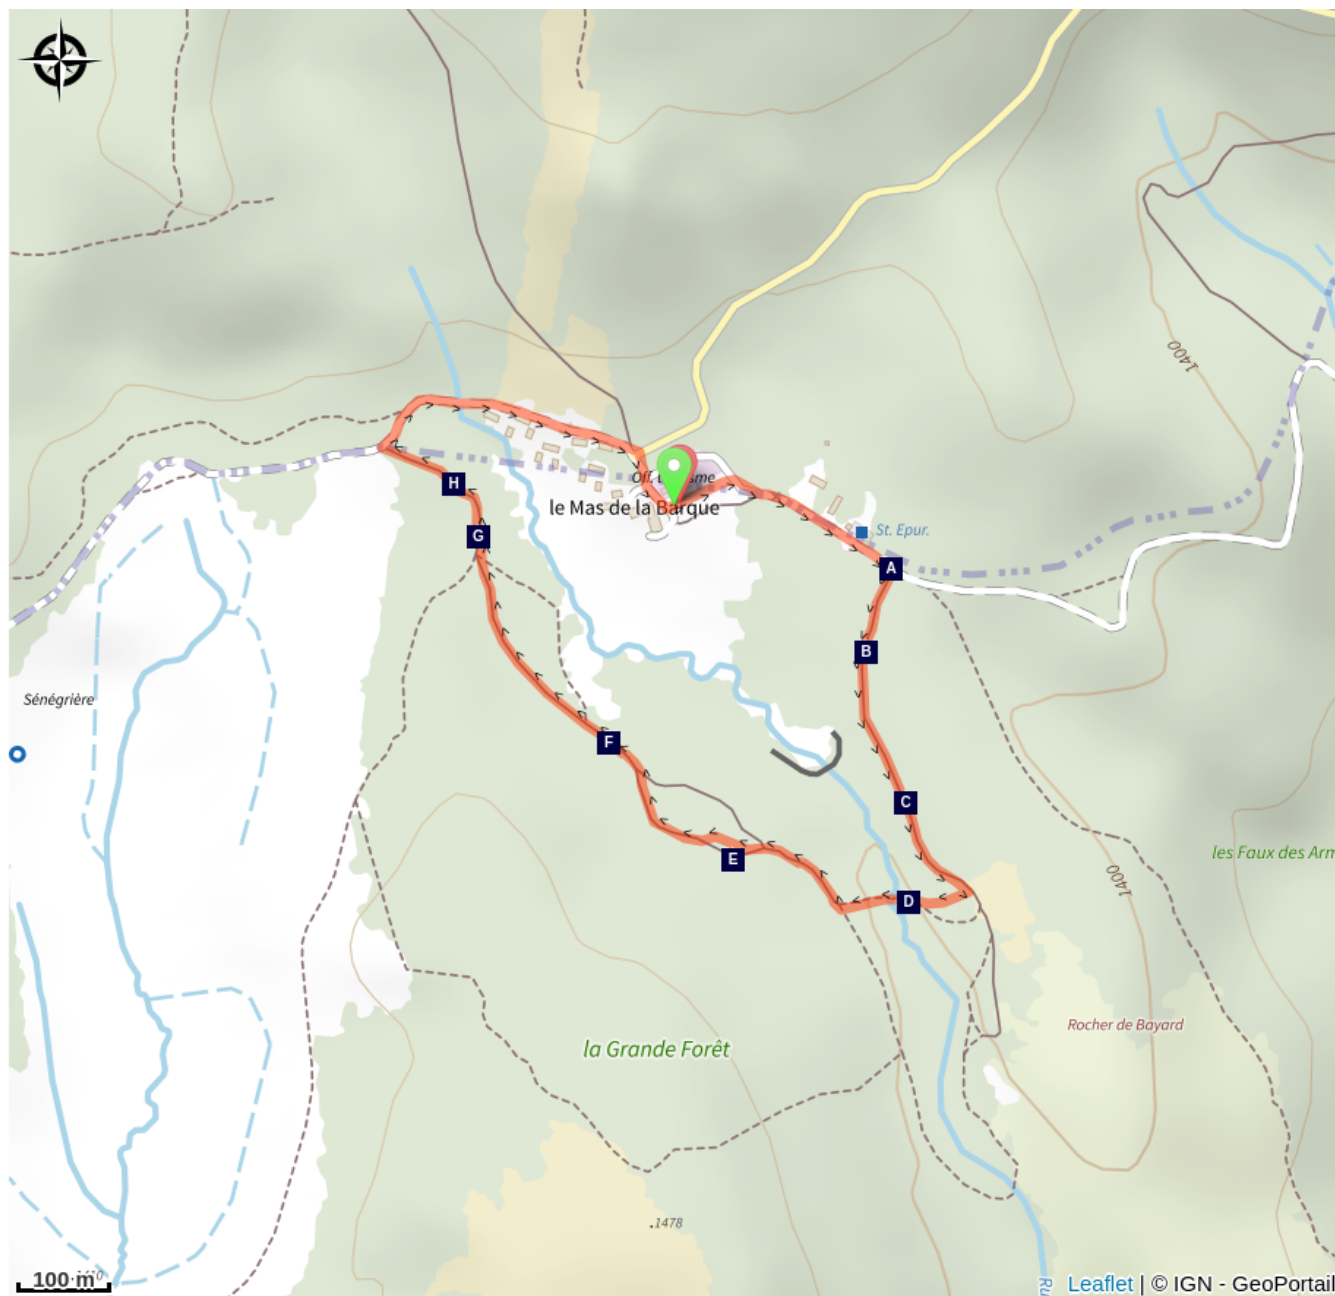 1400
Off.
sme
le Mas de la Barque
St. Epur.
A
H
G
B
Sénégrière
F
C
les Faux des Arm
1400
E
D
Rocher de Bayard
la Grande Forêt
.1478
100 m
Ru
Leaflet | © IGN - GeoPortail